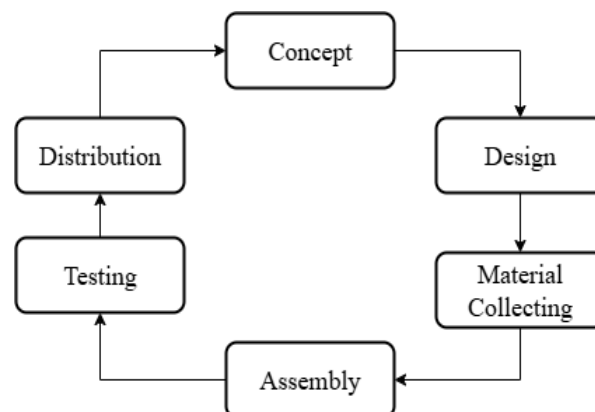 Concept
Design
Material
Collecting
Assembly
Testing
Distribution